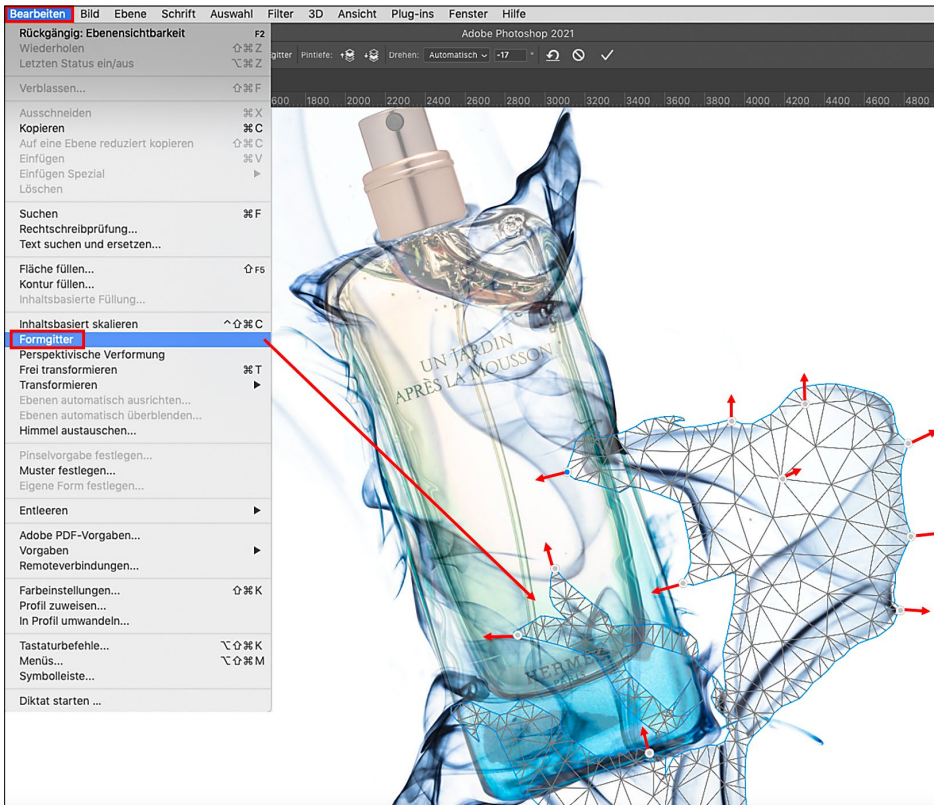 Bearbeiten Bild Ebene Schrift Auswahl Filter 3D Ansicht Plug-ins Fenster Hilfe
Adobe Photoshop 2021
gitter Pintiefe: Drehen: Automatisch -17 °
600 1800 2000 2200 2400 2600 2800 3000 3200 3400 3600 3800 4000 4200 4400 4600 4800
Rückgängig: Ebenensichtbarkeit F2
Wiederholen ⇧⌘Z
Letzten Status ein/aus ⌥⌘Z
Verblassen... ⇧⌘F
Ausschneiden ⌘X
Kopieren ⌘C
Auf eine Ebene reduziert kopieren ⇧⌘C
Einfügen ⌘V
Einfügen Spezial ▶
Löschen
Suchen ⌘F
Rechtschreibprüfung...
Text suchen und ersetzen...
Fläche füllen... ⇧F5
Kontur füllen...
Inhaltsbasierte Füllung...
Inhaltsbasiert skalieren ^⇧⌘C
Formgitter
Perspektivische Verformung
Frei transformieren ⌘T
Transformieren ▶
Ebenen automatisch ausrichten...
Ebenen automatisch überblenden...
Himmel austauschen...
Pinselvorgabe festlegen...
Muster festlegen...
Eigene Form festlegen...
Entleeren ▶
Adobe PDF-Vorgaben...
Vorgaben ▶
Remoteverbindungen...
Farbeinstellungen... ⇧⌘K
Profil zuweisen...
In Profil umwandeln...
Tastaturbefehle... ⌥⇧⌘K
Menüs... ⌥⇧⌘M
Symbolleiste...
Diktat starten ...
UN JARDIN
APRÈS LA MOUSSON
HERMÈS
PARIS